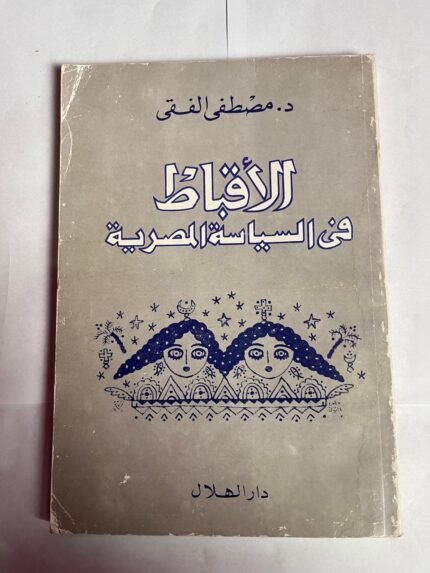 د. مصطفى الفقى
الأقباط
فى السياسة المصرية
دار الهلال